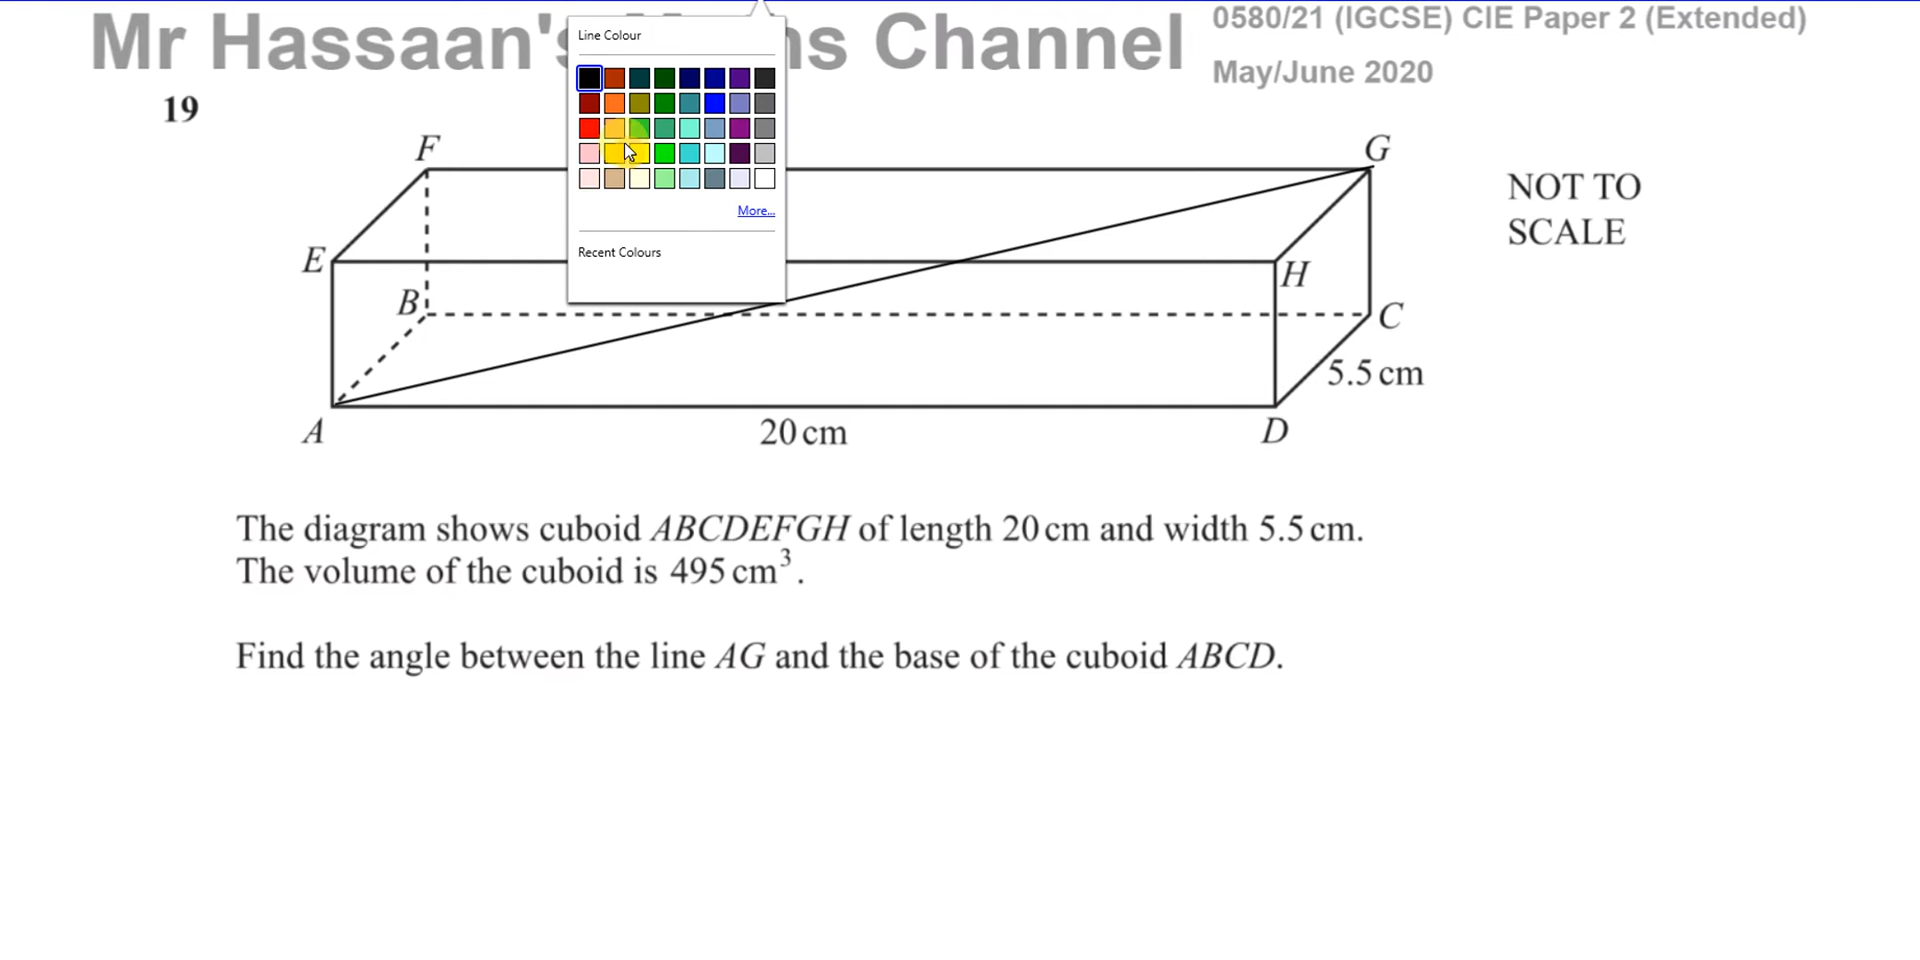 Mr Hassaan's ns Channel
0580/21 (IGCSE) CIE Paper 2 (Extended)
May/June 2020
Line Colour
More...
Recent Colours
19
F
G
E
H
B
C
A
D
5.5 cm
20 cm
NOT TO
SCALE
The diagram shows cuboid ABCDEFGH of length 20 cm and width 5.5 cm.
The volume of the cuboid is 495 cm³.
Find the angle between the line AG and the base of the cuboid ABCD.